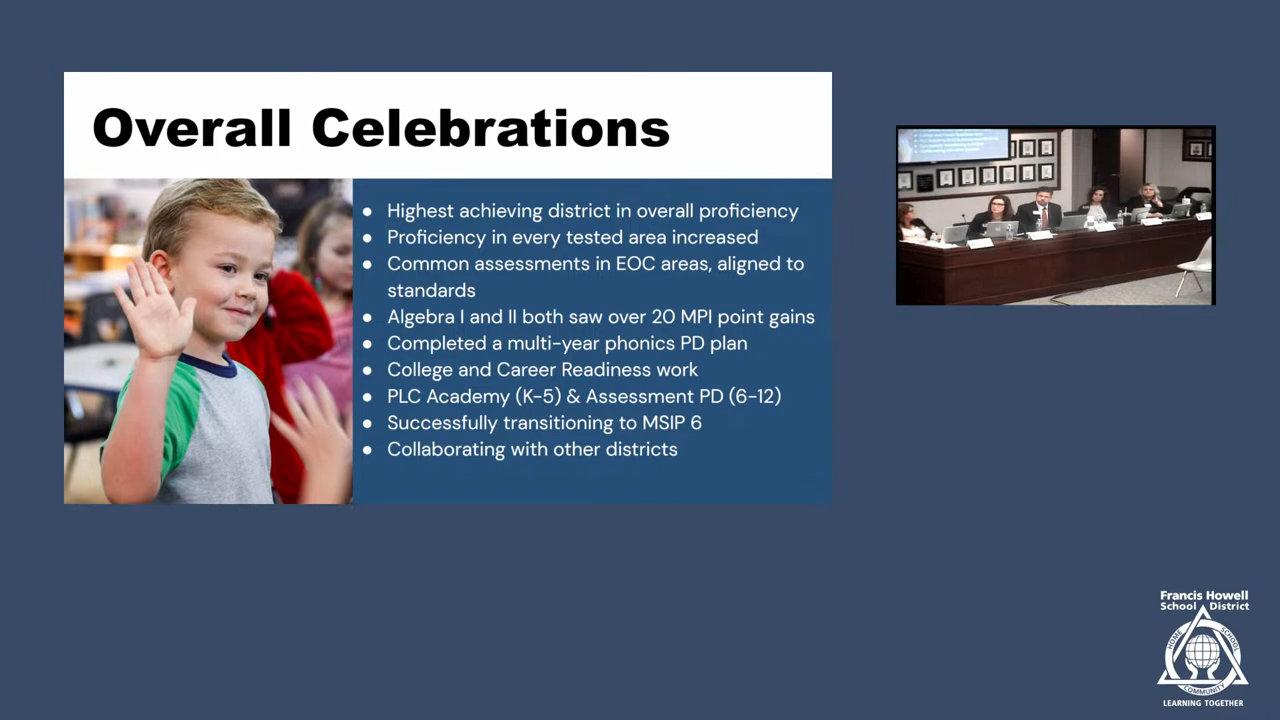 Overall Celebrations
● Highest achieving district in overall proficiency
● Proficiency in every tested area increased
● Common assessments in EOC areas, aligned to
standards
● Algebra I and II both saw over 20 MPI point gains
● Completed a multi-year phonics PD plan
● College and Career Readiness work
● PLC Academy (K-5) & Assessment PD (6-12)
● Successfully transitioning to MSIP 6
● Collaborating with other districts
Francis Howell
School District
HOME SCHOOL
COMMUNITY
LEARNING TOGETHER